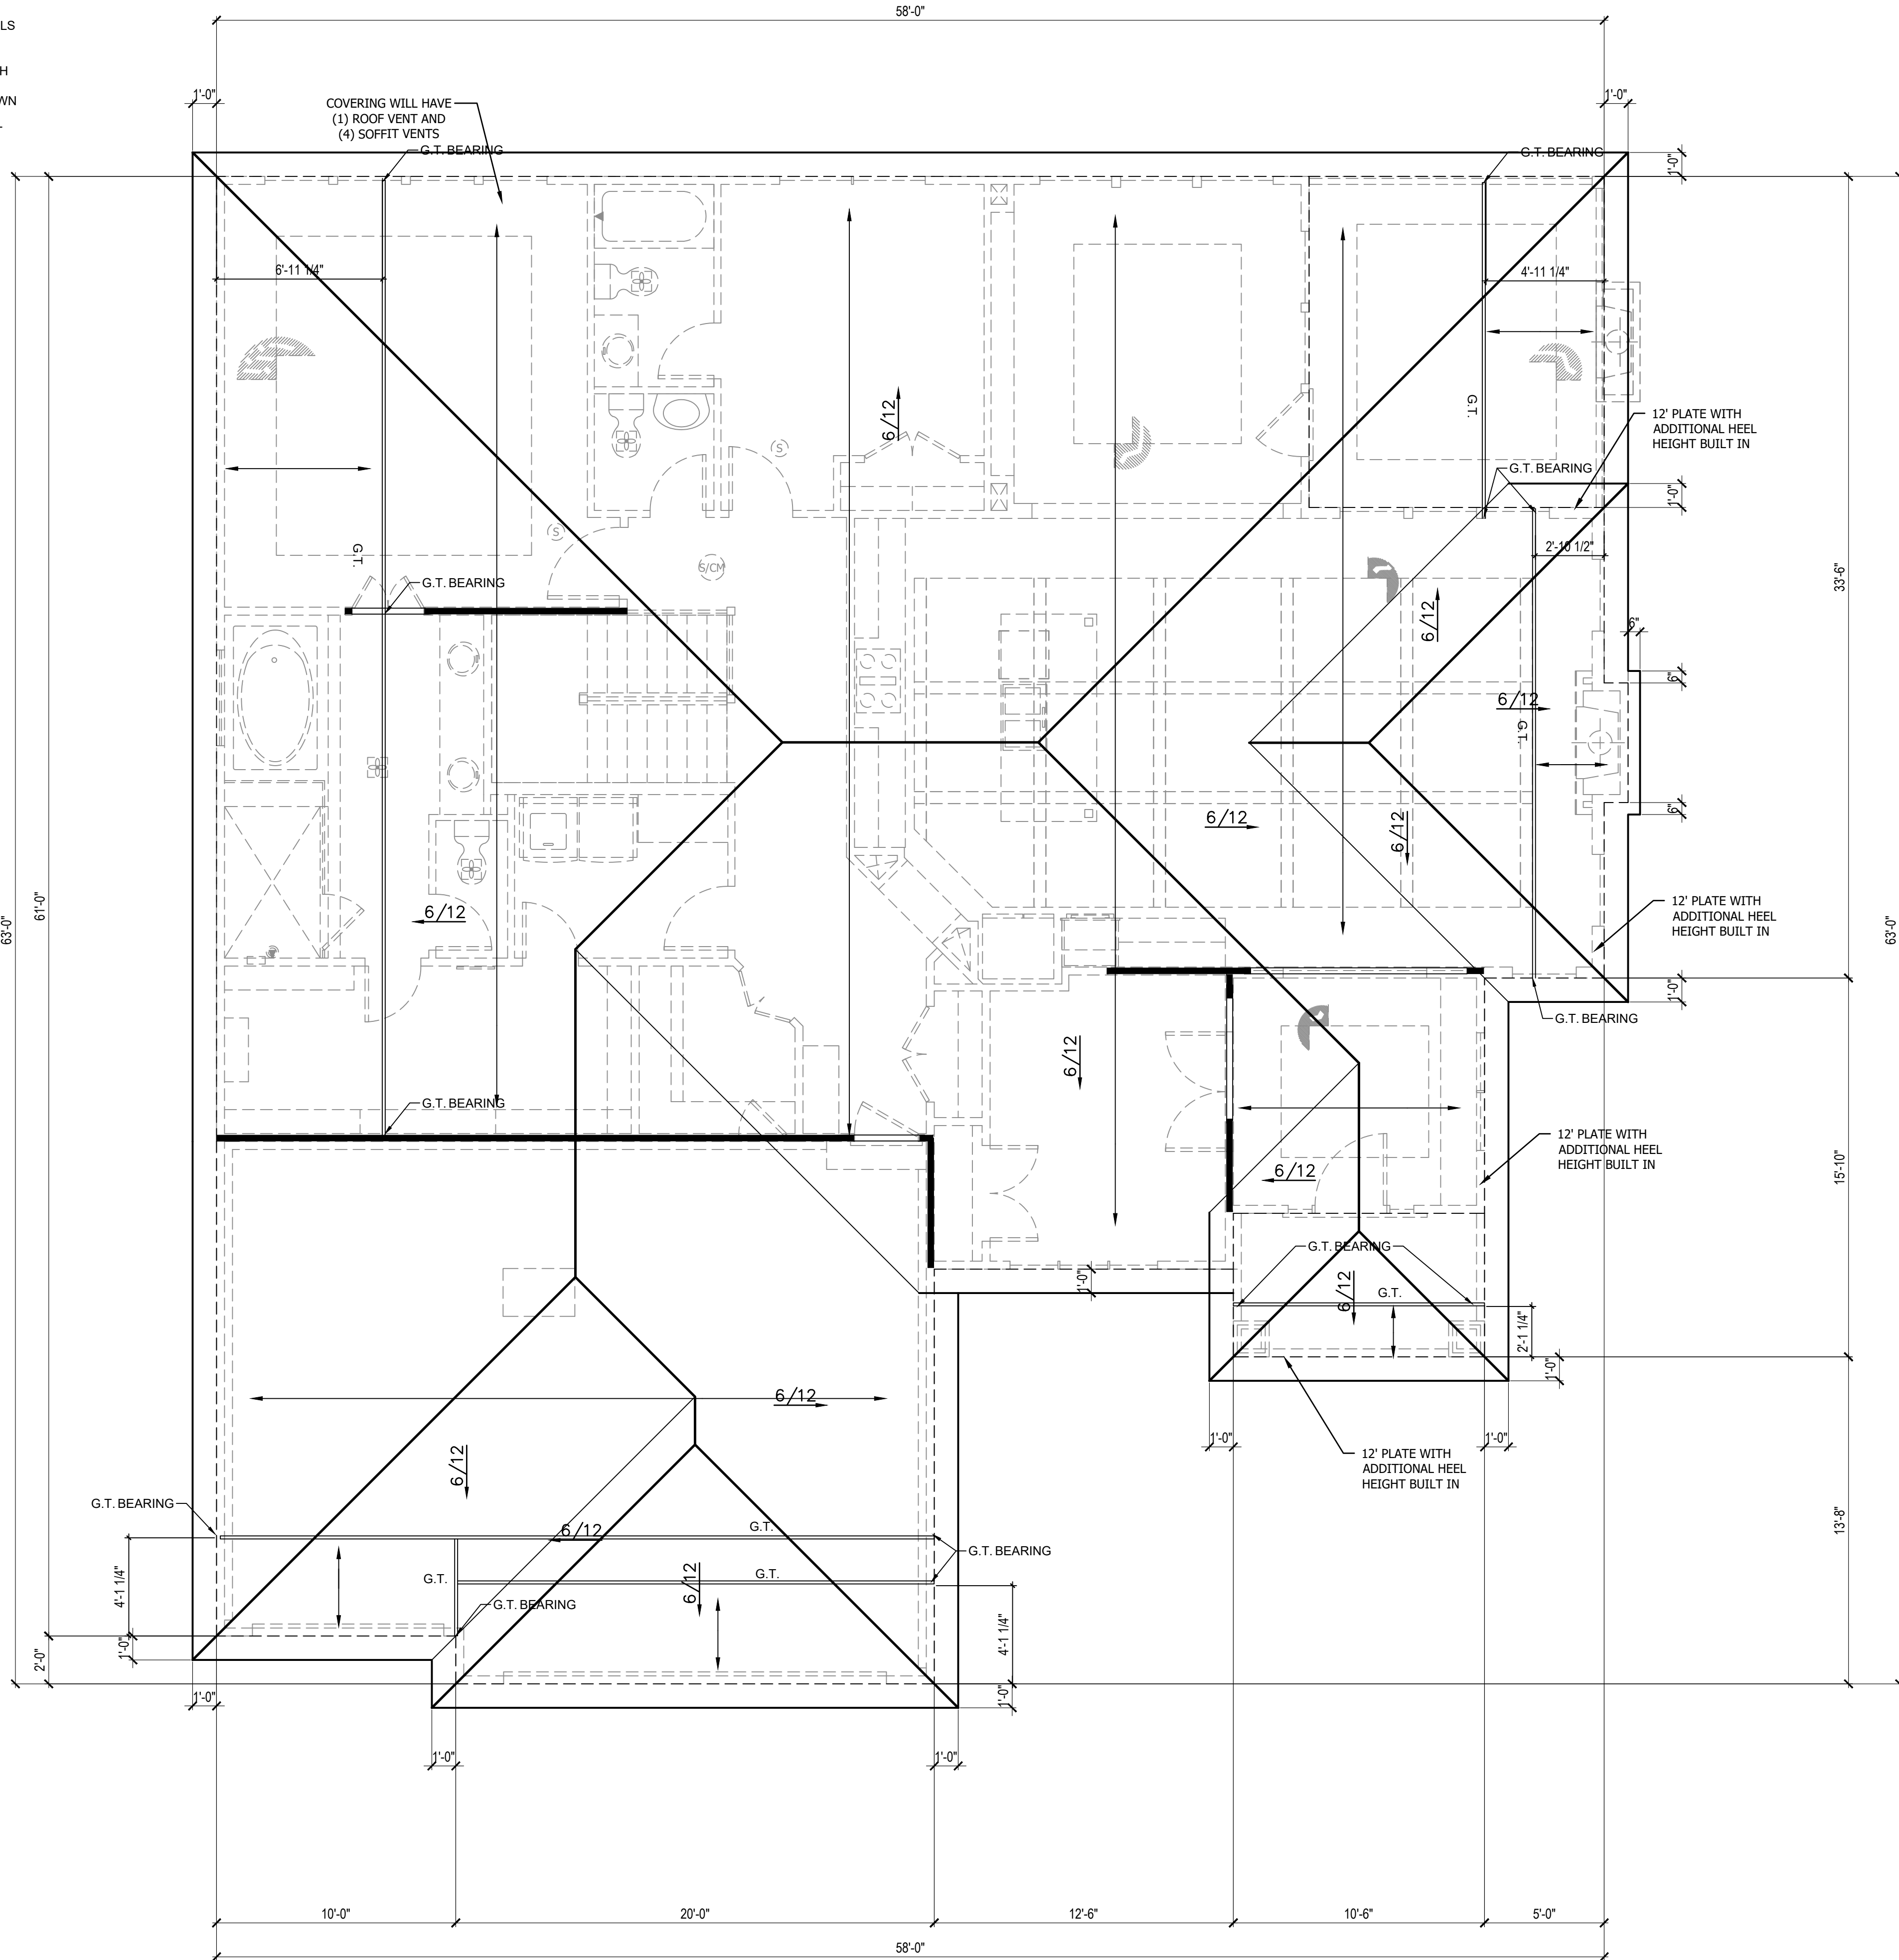 58'-0"
LS
H
WN
1'-0"
1'-0"
COVERING WILL HAVE
(1) ROOF VENT AND
(4) SOFFIT VENTS
G.T. BEARING
G.T. BEARING
1'-0"
6'-11 1/4"
4'-11 1/4"
G.T.
6/12
12' PLATE WITH
ADDITIONAL HEEL
HEIGHT BUILT IN
S
G.T. BEARING
1'-0"
S
G.T.
2'-10 1/2"
S/CM
G.T. BEARING
33'-6"
6/12
6"
6"
6/12
G.T.
6"
6/12
6/12
61'-0"
63'-0"
63'-0"
6/12
12' PLATE WITH
ADDITIONAL HEEL
HEIGHT BUILT IN
1'-0"
G.T. BEARING
6/12
G.T. BEARING
12' PLATE WITH
ADDITIONAL HEEL
HEIGHT BUILT IN
15'-10"
6/12
G.T. BEARING
1'-0"
6/12
G.T.
2'-1 1/4"
1'-0"
6/12
6/12
1'-0"
1'-0"
12' PLATE WITH
ADDITIONAL HEEL
HEIGHT BUILT IN
G.T. BEARING
6/12
G.T.
13'-8"
G.T. BEARING
4'-1 1/4"
G.T.
6/12
G.T.
G.T. BEARING
4'-1 1/4"
2'-0"
1'-0"
1'-0"
1'-0"
1'-0"
1'-0"
10'-0"
20'-0"
12'-6"
10'-6"
5'-0"
58'-0"